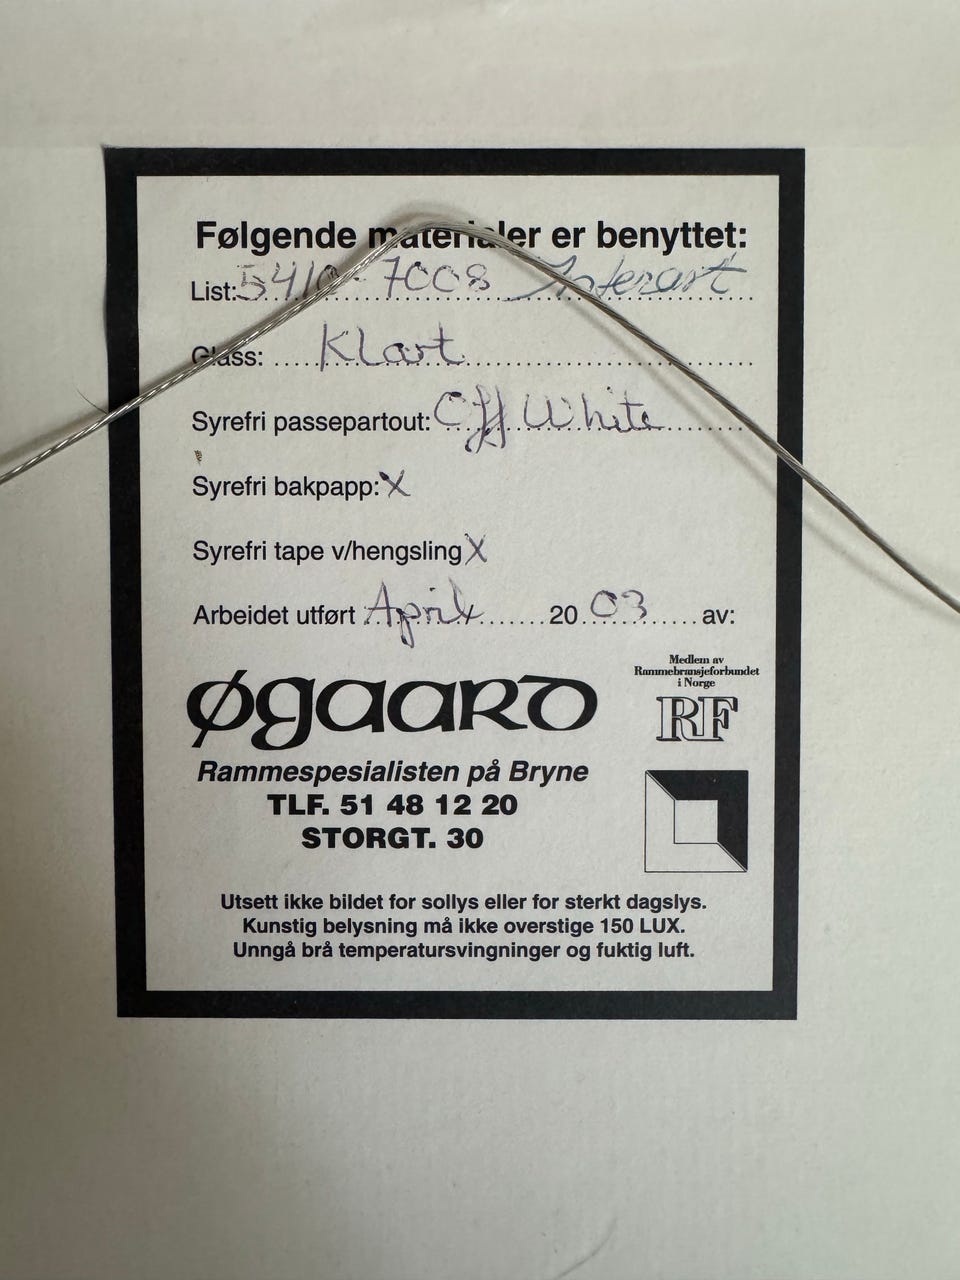 Følgende materialer er benyttet:
List: 5410-7008 Interart
Glass: Klart
Syrefri passepartout: Off White
Syrefri bakpapp: X
Syrefri tape v/hengsling X
Arbeidet utført April 2003 av:
Medlem av
Rammebransjeforbundet
i Norge
RF
øgaard
Rammespesialisten på Bryne
TLF. 51 48 12 20
STORGT. 30
Utsett ikke bildet for sollys eller for sterkt dagslys.
Kunstig belysning må ikke overstige 150 LUX.
Unngå brå temperatursvingninger og fuktig luft.